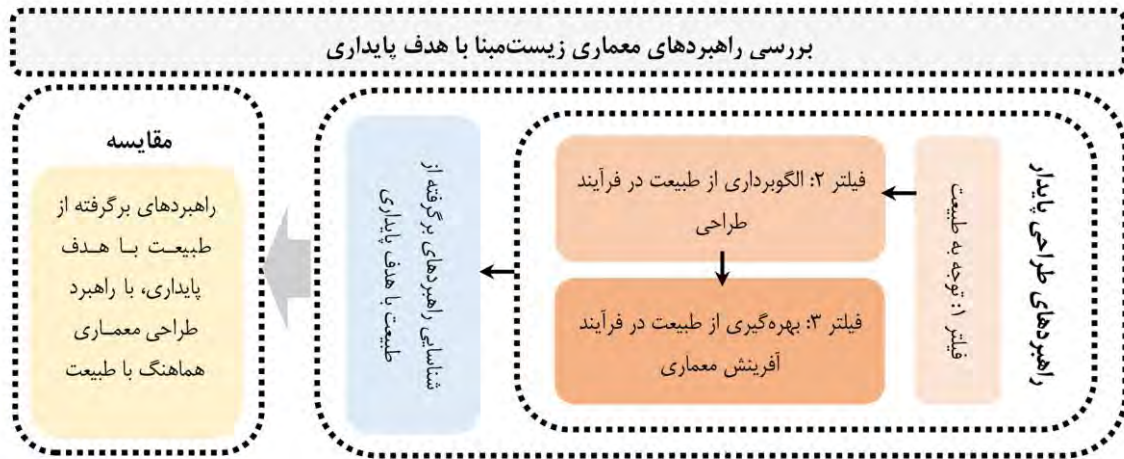 بررسی راهبردهای معماری زیست‌مبنا با هدف پایداری
راهبردهای طراحی پایدار
فیلتر ۱: توجه به طبیعت
فیلتر ۲: الگوبرداری از طبیعت در فرآیند
طراحی
فیلتر ۳: بهره‌گیری از طبیعت در فرآیند
آفرینش معماری
شناسایی راهبردهای برگرفته از
طبیعت با هدف پایداری
مقایسه
راهبردهای برگرفته از
طبیعت با هدف
پایداری، با راهبرد
طراحی معماری
هماهنگ با طبیعت